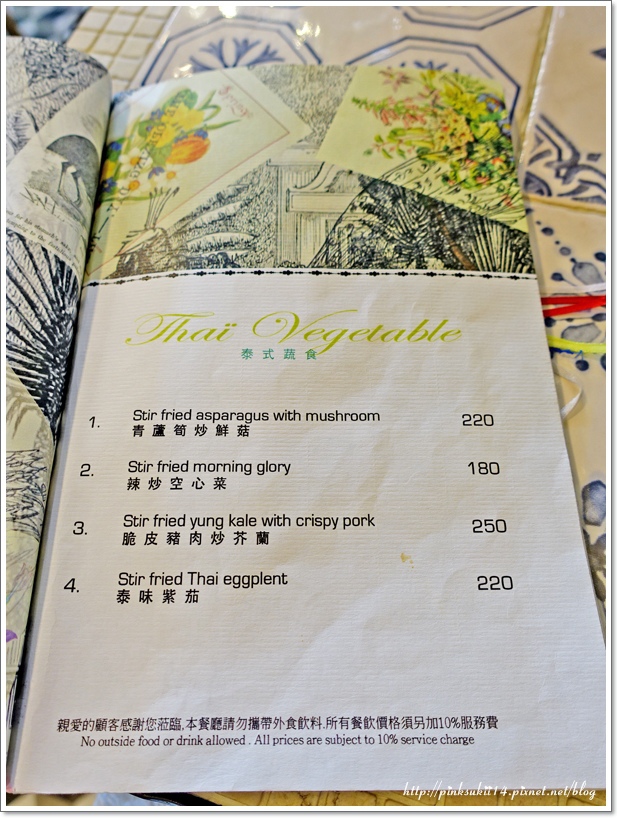 Thaï Vegetable
泰式蔬食
1. Stir fried asparagus with mushroom 220
青蘆筍炒鮮菇
2. Stir fried morning glory 180
辣炒空心菜
3. Stir fried yung kale with crispy pork 250
脆皮豬肉炒芥蘭
4. Stir fried Thai eggplent 220
泰味紫茄
親愛的顧客感謝您蒞臨,本餐廳請勿攜帶外食飲料.所有餐飲價格須另加10%服務費
No outside food or drink allowed . All prices are subject to 10% service charge
http://pinksukit14.pixnet.net/blog